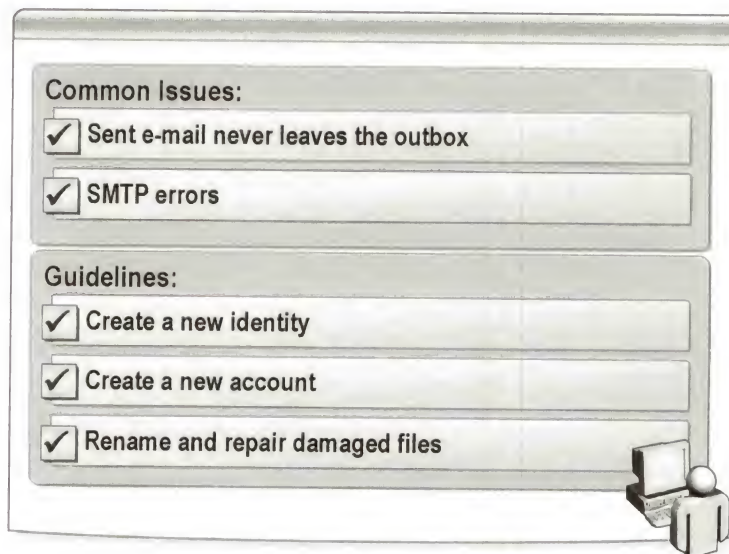 Common Issues:
Sent e-mail never leaves the outbox
SMTP errors
Guidelines:
Create a new identity
Create a new account
Rename and repair damaged files